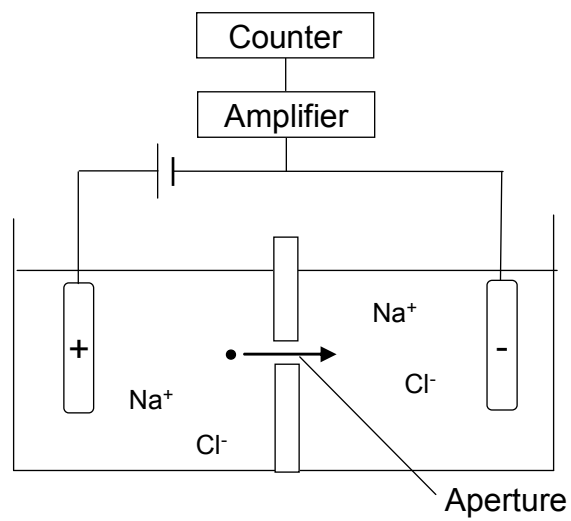 Counter
Amplifier
Na⁺
+
-
Cl⁻
Na⁺
Cl⁻
Aperture